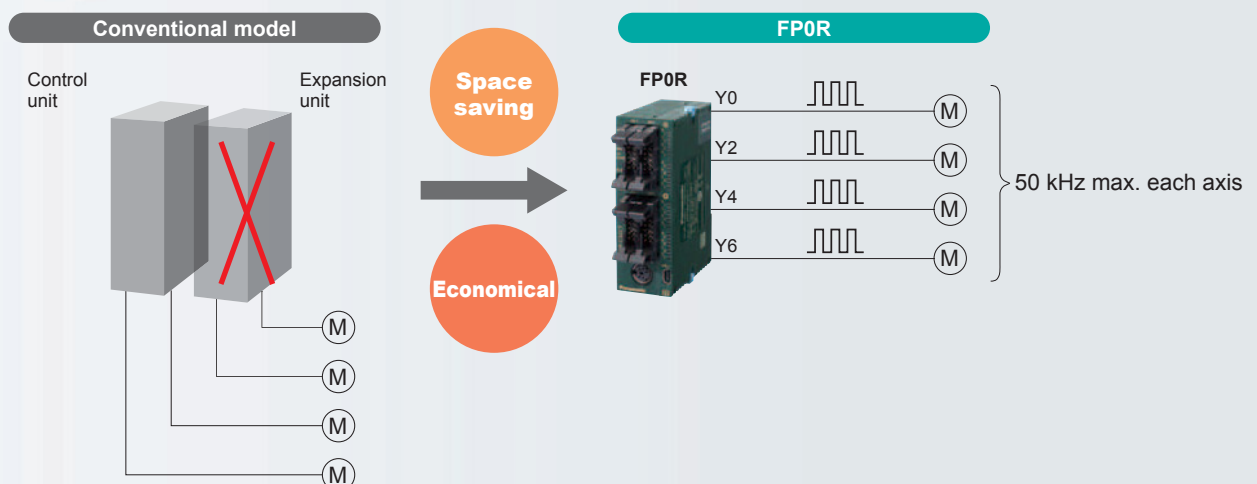 Conventional model
Control
unit
Expansion
unit
M
M
M
M
Space
saving
Economical
FP0R
FP0R
Y0
M
Y2
M
Y4
M
Y6
M
50 kHz max. each axis
Panasonic